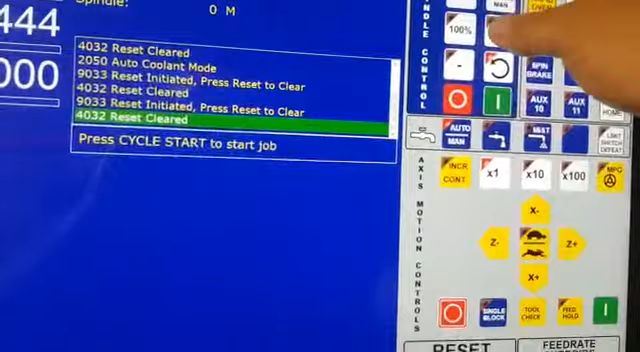 Spindle: 0 M
444
000
4032 Reset Cleared
2050 Auto Coolant Mode
9033 Reset Initiated, Press Reset to Clear
4032 Reset Cleared
9033 Reset Initiated, Press Reset to Clear
4032 Reset Cleared
Press CYCLE START to start job
MAN
CONTROL
100%
-
SPIN BRAKE
AUX 10
AUX 11
HOME
AUTO MAN
MIST
LIMIT SWITCH DEFEAT
AXIS MOTION CONTROLS
INCR CONT
x1
x10
x100
MPG
X-
Z-
Z+
X+
SINGLE BLOCK
TOOL CHECK
FEED HOLD
RESET
FEEDRATE